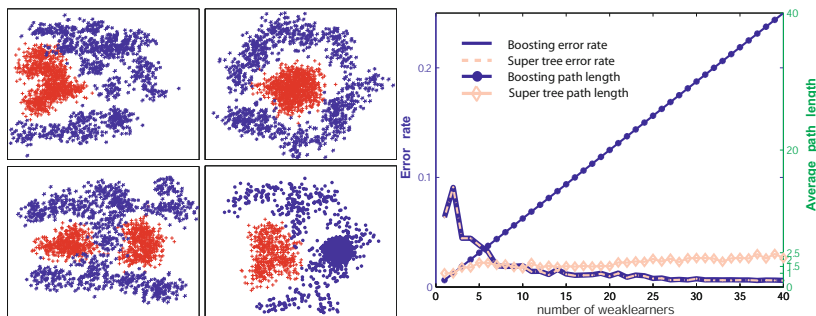 40
0.2
Boosting error rate
Super tree error rate
Boosting path length
Super tree path length
Error rate
Average path length
20
0.1
2.5
1.5
1
0
0 5 10 15 20 25 30 35 40
number of weaklearners